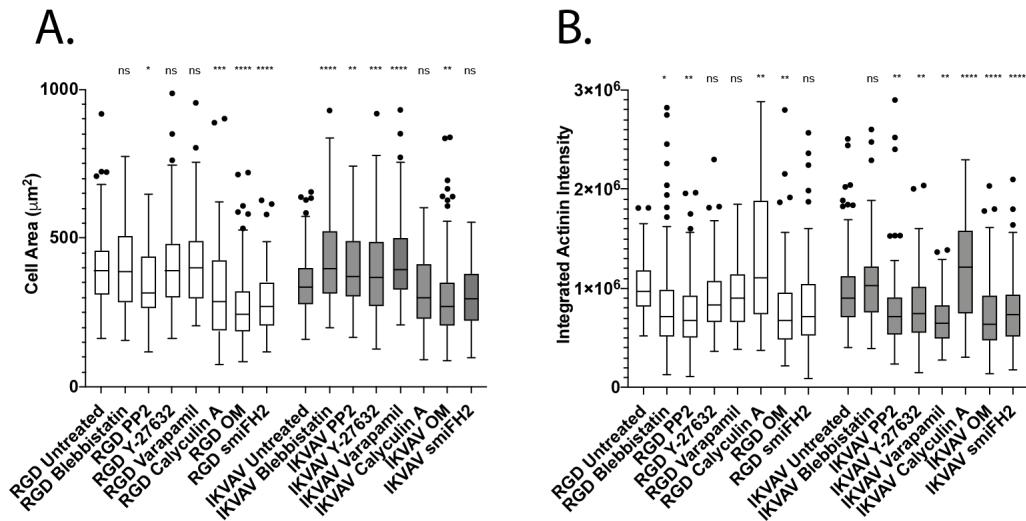 A.
ns * ns ns *** **** **** **** ** *** **** ns ** ns
Cell Area (μm²)
1000
500
0
RGD Untreated
RGD Blebbistatin
RGD PP2
RGD Y-27632
RGD Varapamil
RGD Calyculin A
RGD OM
RGD smiFH2
IKVAV Untreated
IKVAV Blebbistatin
IKVAV PP2
IKVAV Y-27632
IKVAV Varapamil
IKVAV Calyculin A
IKVAV OM
IKVAV smiFH2
B.
* ** ns ns ** ** ns ns ** ** ** **** **** ****
Integrated Actinin Intensity
3×10⁶
2×10⁶
1×10⁶
0
RGD Untreated
RGD Blebbistatin
RGD PP2
RGD Y-27632
RGD Varapamil
RGD Calyculin A
RGD OM
RGD smiFH2
IKVAV Untreated
IKVAV Blebbistatin
IKVAV PP2
IKVAV Y-27632
IKVAV Varapamil
IKVAV Calyculin A
IKVAV OM
IKVAV smiFH2